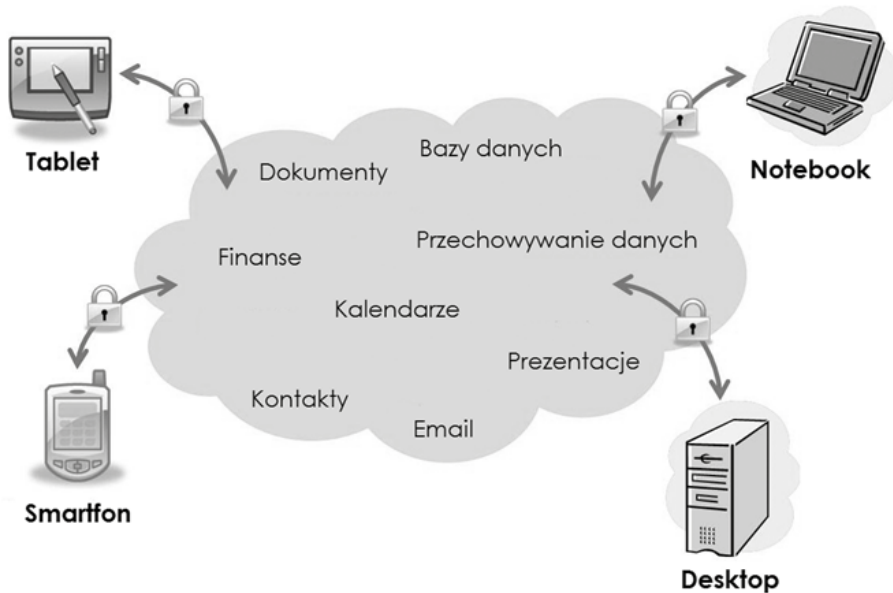 Tablet
Notebook
Bazy danych
Dokumenty
Przechowywanie danych
Finanse
Kalendarze
Prezentacje
Kontakty
Email
Smartfon
Desktop